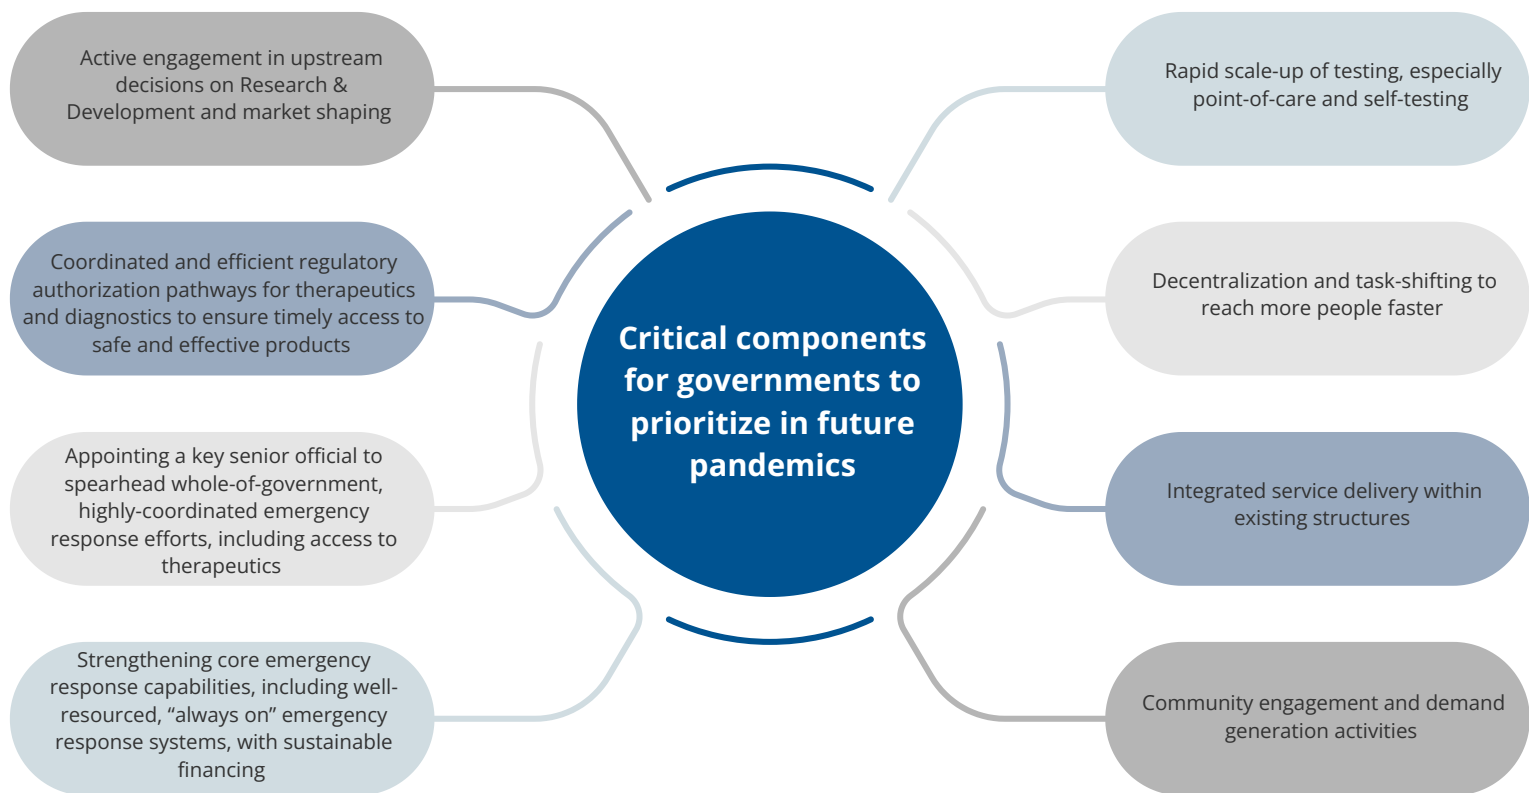 Active engagement in upstream
decisions on Research &
Development and market shaping
Coordinated and efficient regulatory
authorization pathways for therapeutics
and diagnostics to ensure timely access to
safe and effective products
Appointing a key senior official to
spearhead whole-of-government,
highly-coordinated emergency
response efforts, including access to
therapeutics
Strengthening core emergency
response capabilities, including well-
resourced, “always on” emergency
response systems, with sustainable
financing
Critical components
for governments to
prioritize in future
pandemics
Rapid scale-up of testing, especially
point-of-care and self-testing
Decentralization and task-shifting to
reach more people faster
Integrated service delivery within
existing structures
Community engagement and demand
generation activities